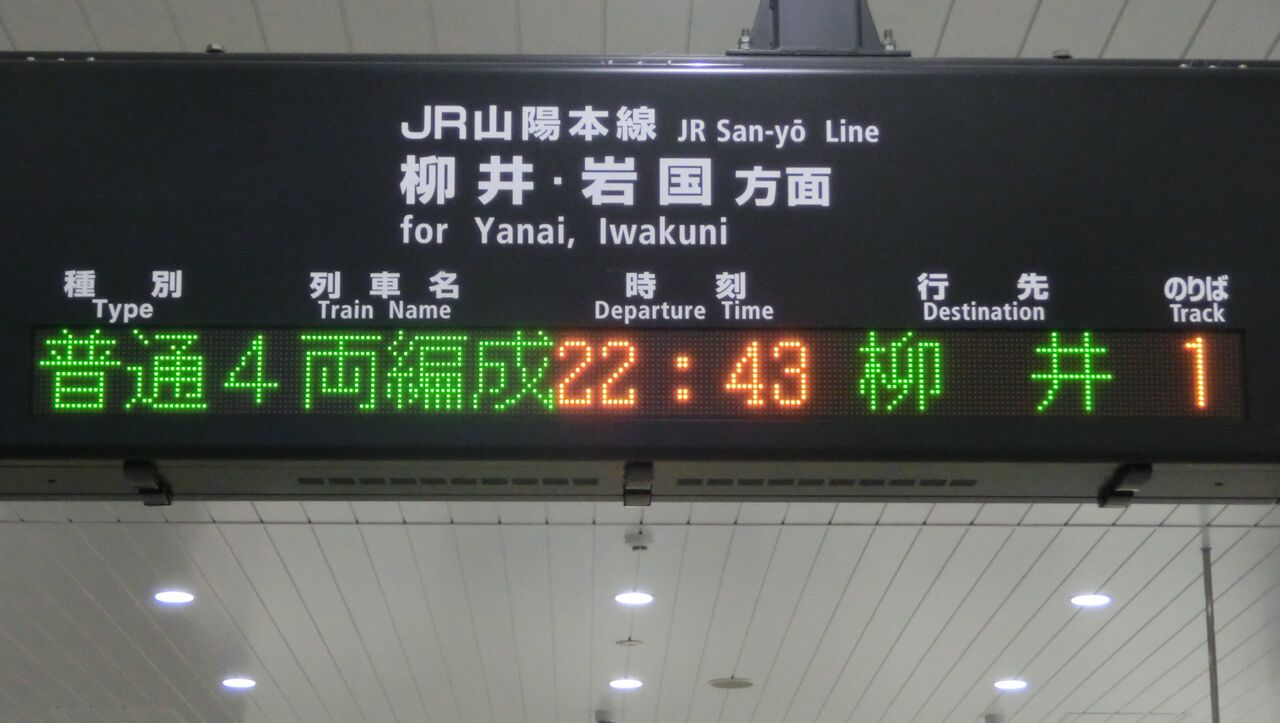 JR山陽本線 JR San-yō Line
柳井・岩国 方面
for Yanai, Iwakuni
種別 列車名 時刻 行先 のりば
Type Train Name Departure Time Destination Track
普通 4両編成 22:43 柳井 1